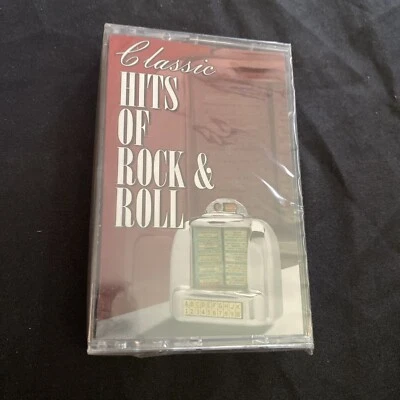 Classic
HITS
OF
ROCK &
ROLL